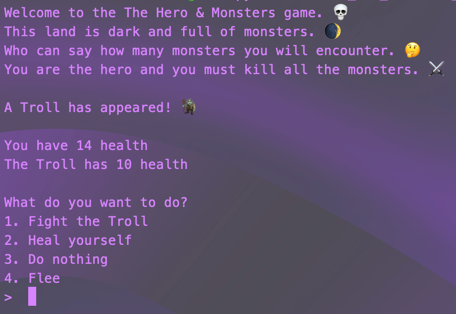 Welcome to the The Hero & Monsters game. 💀
This land is dark and full of monsters. 🌒
Who can say how many monsters you will encounter. 🤔
You are the hero and you must kill all the monsters. ⚔️
A Troll has appeared! 🧌
You have 14 health
The Troll has 10 health
What do you want to do?
1. Fight the Troll
2. Heal yourself
3. Do nothing
4. Flee
>